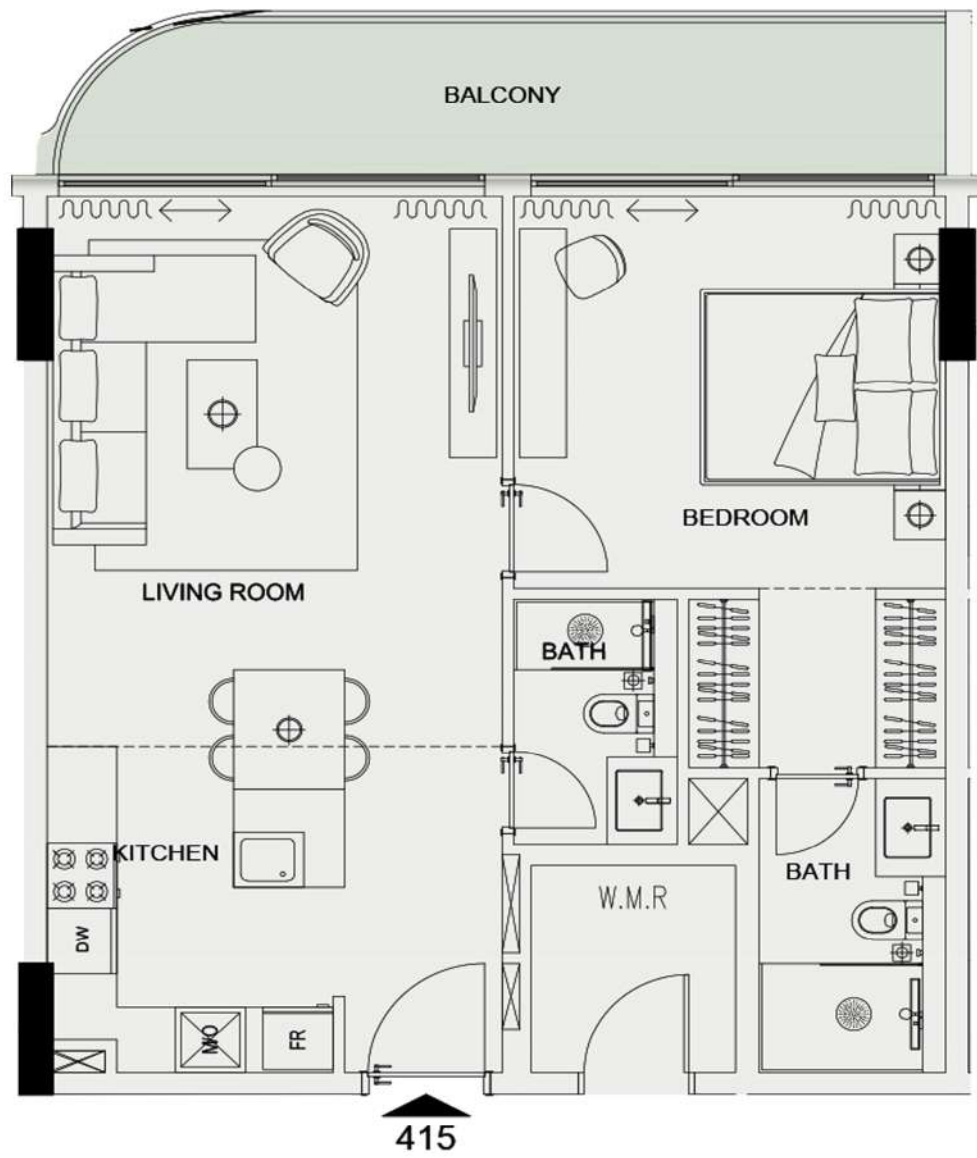 BALCONY
BEDROOM
LIVING ROOM
BATH
KITCHEN
BATH
W.M.R
DW
M/O
FR
415